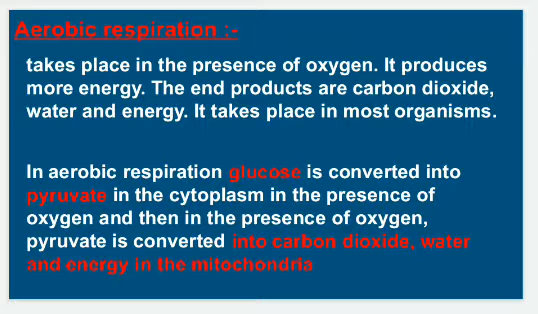 Aerobic respiration :-
takes place in the presence of oxygen. It produces
more energy. The end products are carbon dioxide,
water and energy. It takes place in most organisms.
In aerobic respiration glucose is converted into
pyruvate in the cytoplasm in the presence of
oxygen and then in the presence of oxygen,
pyruvate is converted into carbon dioxide, water
and energy in the mitochondria